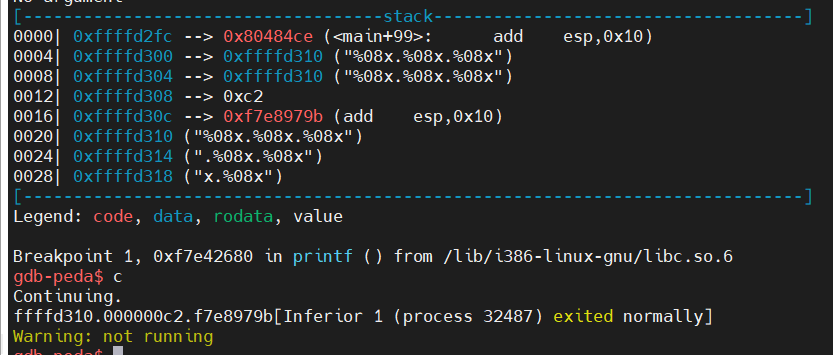 No argument
[------------------------------------stack-------------------------------------]
0000| 0xffffd2fc --> 0x80484ce (<main+99>:      add    esp,0x10)
0004| 0xffffd300 --> 0xffffd310 ("%08x.%08x.%08x")
0008| 0xffffd304 --> 0xffffd310 ("%08x.%08x.%08x")
0012| 0xffffd308 --> 0xc2
0016| 0xffffd30c --> 0xf7e8979b (add    esp,0x10)
0020| 0xffffd310 ("%08x.%08x.%08x")
0024| 0xffffd314 (".%08x.%08x")
0028| 0xffffd318 ("x.%08x")
[------------------------------------------------------------------------------]
Legend: code, data, rodata, value
Breakpoint 1, 0xf7e42680 in printf () from /lib/i386-linux-gnu/libc.so.6
gdb-peda$ c
Continuing.
ffffd310.000000c2.f7e8979b[Inferior 1 (process 32487) exited normally]
Warning: not running
gdb-peda$